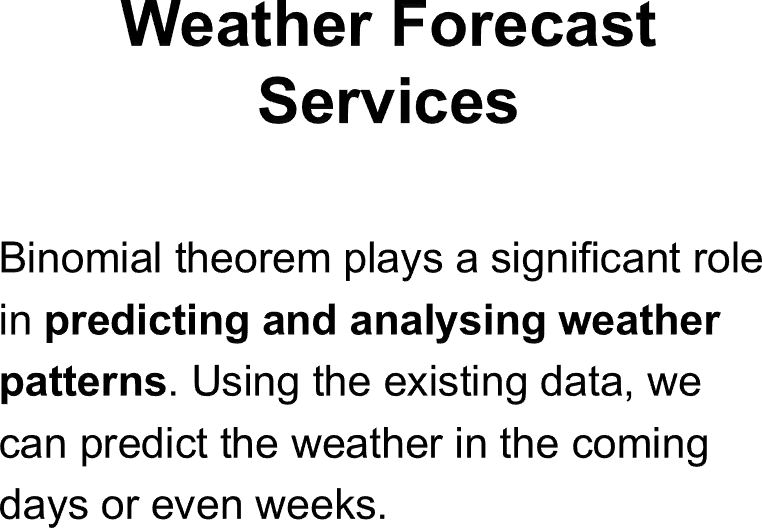 Weather Forecast
Services
Binomial theorem plays a significant role
in predicting and analysing weather
patterns. Using the existing data, we
can predict the weather in the coming
days or even weeks.